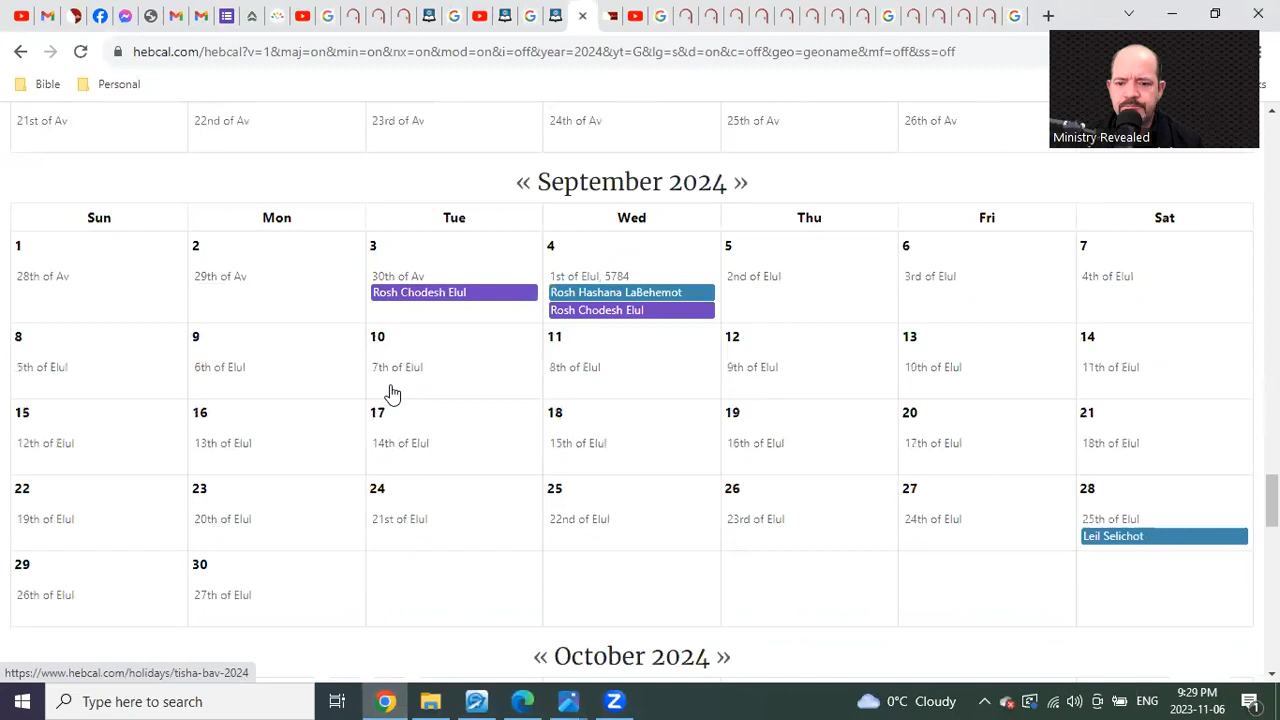 hebcal.com/hebcal?v=1&maj=on&min=on&nx=on&mod=on&i=off&year=2024&yt=G&lg=s&d=on&c=off&geo=geoname&mf=off&ss=off
Bible Personal
Ministry Revealed
21st of Av 22nd of Av 23rd of Av 24th of Av 25th of Av 26th of Av
« September 2024 »
Sun Mon Tue Wed Thu Fri Sat
1 2 3 4 5 6 7
28th of Av 29th of Av 30th of Av 1st of Elul, 5784 2nd of Elul 3rd of Elul 4th of Elul
Rosh Chodesh Elul Rosh Hashana LaBehemot
Rosh Chodesh Elul
8 9 10 11 12 13 14
5th of Elul 6th of Elul 7th of Elul 8th of Elul 9th of Elul 10th of Elul 11th of Elul
15 16 17 18 19 20 21
12th of Elul 13th of Elul 14th of Elul 15th of Elul 16th of Elul 17th of Elul 18th of Elul
22 23 24 25 26 27 28
19th of Elul 20th of Elul 21st of Elul 22nd of Elul 23rd of Elul 24th of Elul 25th of Elul
Leil Selichot
29 30
26th of Elul 27th of Elul
« October 2024 »
https://www.hebcal.com/holidays/tisha-bav-2024
Type here to search
0°C Cloudy
ENG
9:29 PM
2023-11-06